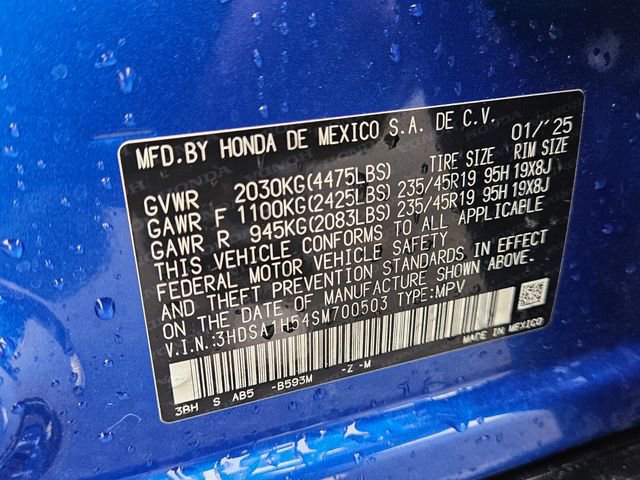 MFD.BY HONDA DE MEXICO S.A. DE C.V. 01/'25
TIRE SIZE RIM SIZE
GVWR 2030KG(4475LBS)
GAWR F 1100KG(2425LBS) 235/45R19 95H 19X8J
GAWR R 945KG(2083LBS) 235/45R19 95H 19X8J
THIS VEHICLE CONFORMS TO ALL APPLICABLE
FEDERAL MOTOR VEHICLE SAFETY
AND THEFT PREVENTION STANDARDS IN EFFECT
ON THE DATE OF MANUFACTURE SHOWN ABOVE.
V.I.N.:3HDSA1H54SM700503 TYPE:MPV
3BH S AB5 -B593M -Z -M
MADE IN MEXICO